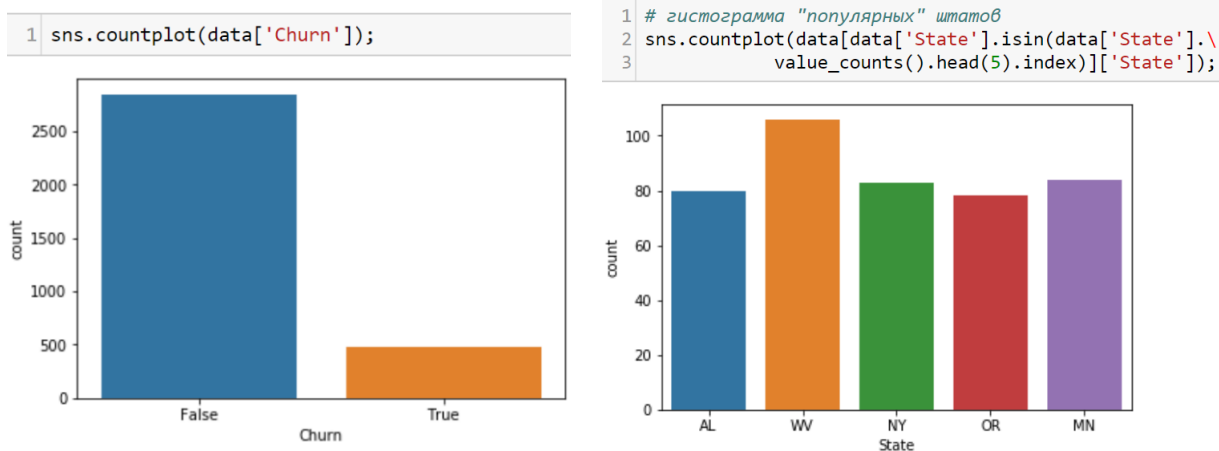 1 sns.countplot(data['Churn']);
2500
2000
1500
1000
500
0
count
False True
Churn
1 # гистограмма "популярных" штатов
2 sns.countplot(data[data['State'].isin(data['State'].\
3 value_counts().head(5).index)]['State']);
100
80
60
40
20
0
count
AL WV NY OR MN
State